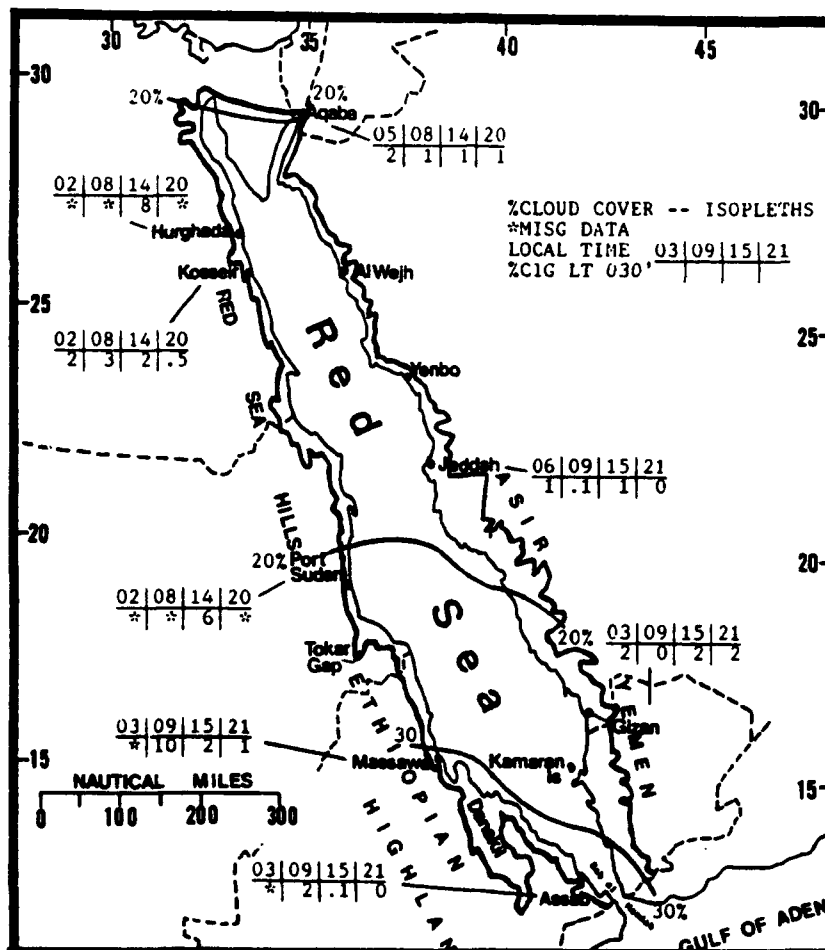 30 35 40 45
30
20%
20%
Aqaba
30
05|08|14|20
2|1|1|1
02|08|14|20
*|*|8|*
%CLOUD COVER -- ISOPLETHS
*MISG DATA
LOCAL TIME 03|09|15|21
%CIG LT 030'
Hurghada
Kosseir
Al Wejh
25
RED
25
02|08|14|20
2|3|2|.5
Red
Yenbo
SEA
Jeddah
06|09|15|21
1|.1|1|0
ASIR
HILLS
20
20% Port
Sudan
20
02|08|14|20
*|*|6|*
Sea
20%
03|09|15|21
2|0|2|2
Tokar
Gap
YEMEN
Gizan
03|09|15|21
*|10|2|1
ETHIOPIAN
30
15
Massawa
Kamaran
Is
15
NAUTICAL MILES
0 100 200 300
HIGHLAN
Danakil
03|09|15|21
*|2|.1|0
Assab
30%
GULF OF ADEN